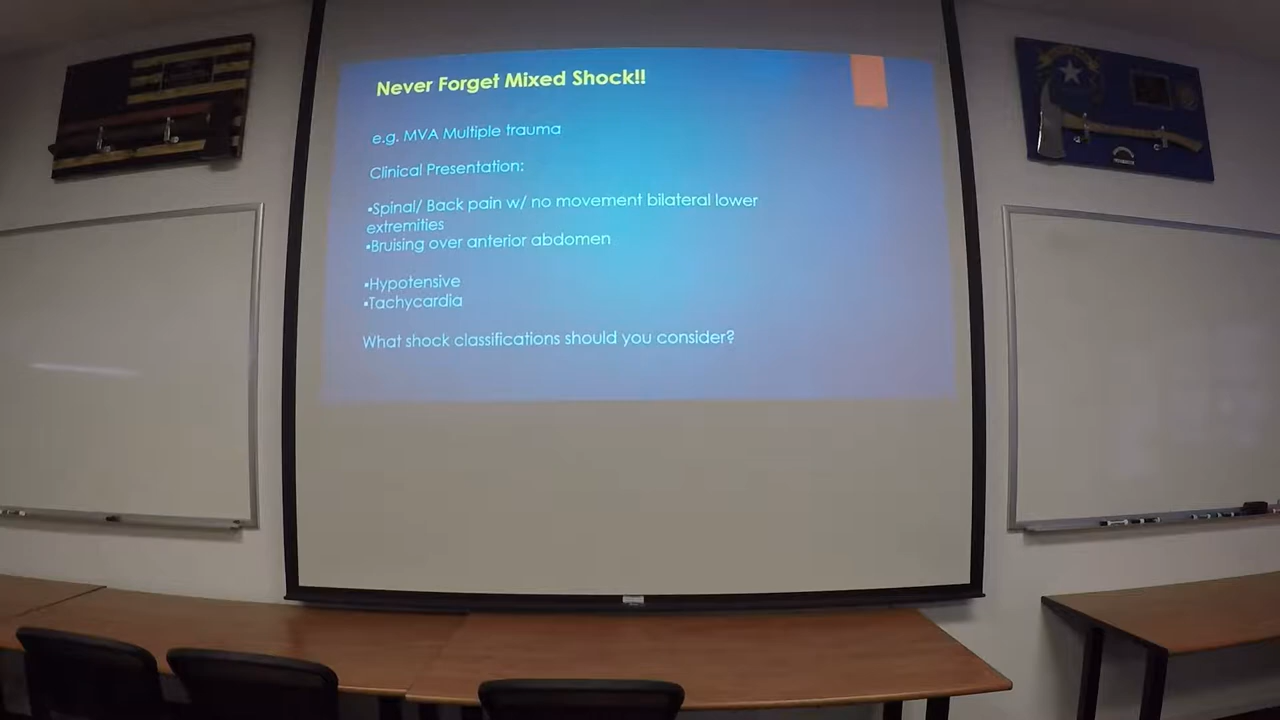 Never Forget Mixed Shock!!
e.g. MVA Multiple trauma
Clinical Presentation:
•Spinal/ Back pain w/ no movement bilateral lower
extremities
•Bruising over anterior abdomen
•Hypotensive
•Tachycardia
What shock classifications should you consider?